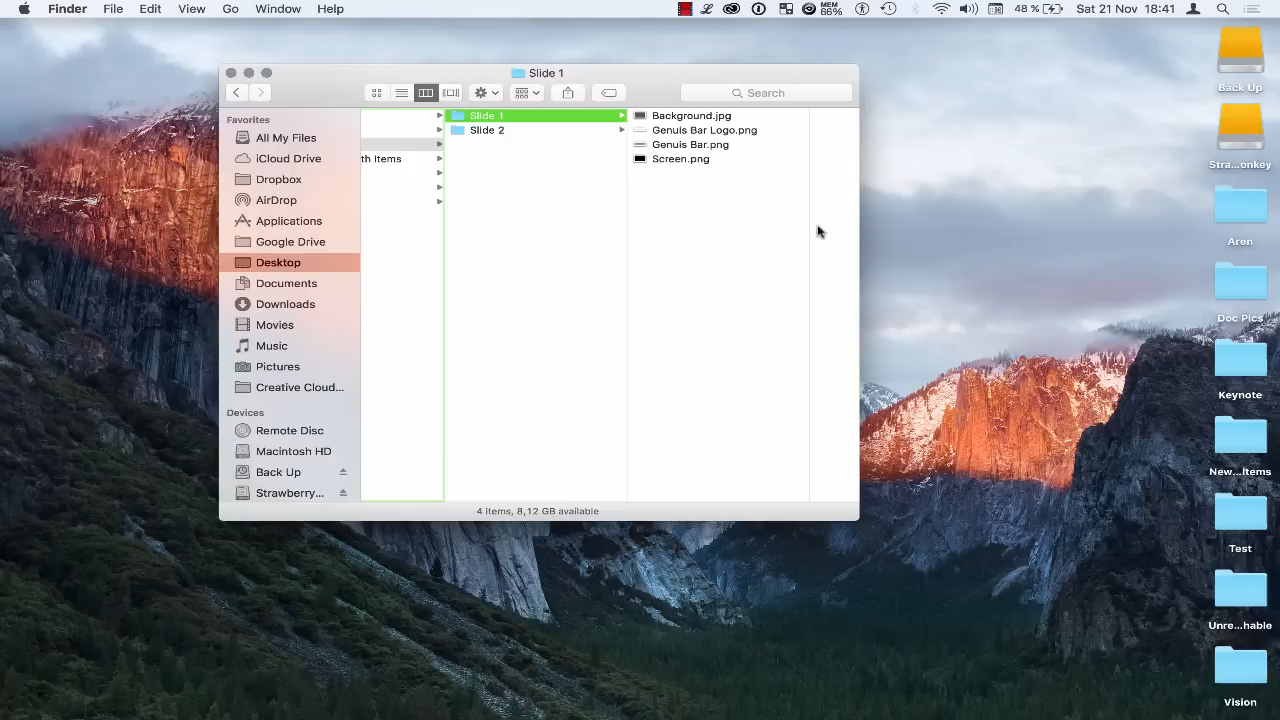 Finder File Edit View Go Window Help MEM 66% 48 % Sat 21 Nov 18:41
Slide 1
Search
Favorites
All My Files
iCloud Drive
Dropbox
AirDrop
Applications
Google Drive
Desktop
Documents
Downloads
Movies
Music
Pictures
Creative Cloud...
Devices
Remote Disc
Macintosh HD
Back Up
Strawberry...
th Items
Slide 1
Slide 2
Background.jpg
Genuis Bar Logo.png
Genuis Bar.png
Screen.png
4 items, 8,12 GB available
Back Up
Stra...onkey
Aren
Doc Pics
Keynote
New...Items
Test
Unre...hable
Vision